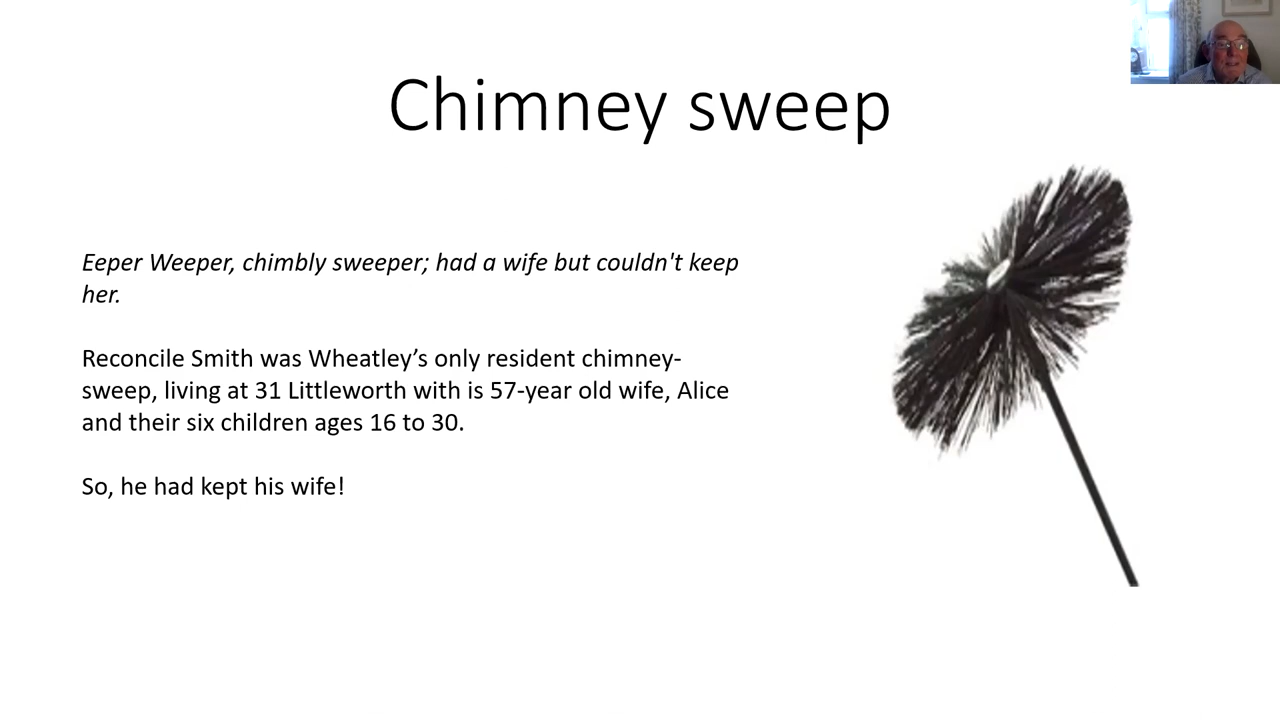 Chimney sweep
Eeper Weeper, chimbly sweeper; had a wife but couldn't keep
her.
Reconcile Smith was Wheatley’s only resident chimney-
sweep, living at 31 Littleworth with is 57-year old wife, Alice
and their six children ages 16 to 30.
So, he had kept his wife!